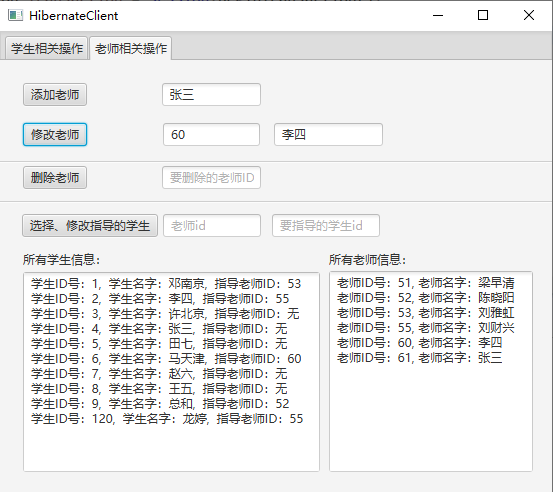 HibernateClient
学生相关操作 老师相关操作
添加老师 张三
修改老师 60 李四
删除老师 要删除的老师ID
选择、修改指导的学生 老师id 要指导的学生id
所有学生信息：
学生ID号：1，学生名字：邓南京，指导老师ID：53
学生ID号：2，学生名字：李四，指导老师ID：55
学生ID号：3，学生名字：许北京，指导老师ID：无
学生ID号：4，学生名字：张三，指导老师ID：无
学生ID号：5，学生名字：田七，指导老师ID：无
学生ID号：6，学生名字：马天津，指导老师ID：60
学生ID号：7，学生名字：赵六，指导老师ID：无
学生ID号：8，学生名字：王五，指导老师ID：无
学生ID号：9，学生名字：总和，指导老师ID：52
学生ID号：120，学生名字：龙婷，指导老师ID：55
所有老师信息：
老师ID号：51, 老师名字：梁早清
老师ID号：52, 老师名字：陈晓阳
老师ID号：53, 老师名字：刘雅虹
老师ID号：55, 老师名字：刘财兴
老师ID号：60, 老师名字：李四
老师ID号：61, 老师名字：张三